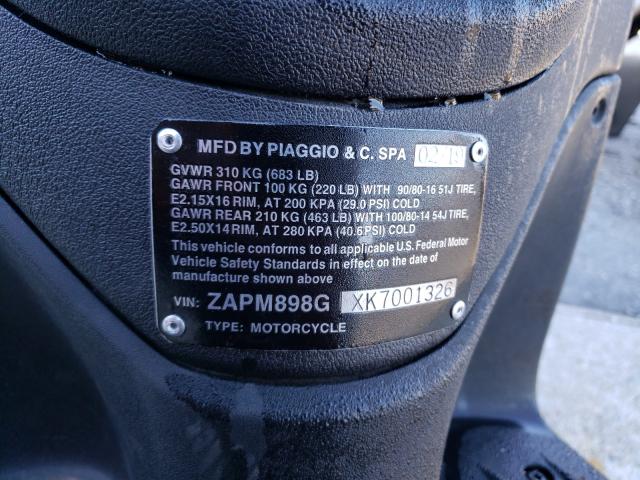 MFD BY PIAGGIO & C. SPA 02-19
GVWR 310 KG (683 LB)
GAWR FRONT 100 KG (220 LB) WITH 90/80-16 51J TIRE,
E2.15X16 RIM, AT 200 KPA (29.0 PSI) COLD
GAWR REAR 210 KG (463 LB) WITH 100/80-14 54J TIRE,
E2.50X14 RIM, AT 280 KPA (40.6 PSI) COLD
This vehicle conforms to all applicable U.S. Federal Motor
Vehicle Safety Standards in effect on the date of
manufacture shown above
VIN: ZAPM898G XK7001326
TYPE: MOTORCYCLE